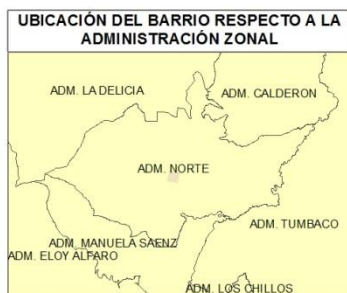 UBICACIÓN DEL BARRIO RESPECTO A LA
ADMINISTRACIÓN ZONAL
ADM. LA DELICIA
ADM. CALDERON
ADM. NORTE
ADM. TUMBACO
ADM. MANUELA SAENZ
ADM. ELOY ALFARO
ADM. LOS CHILLOS